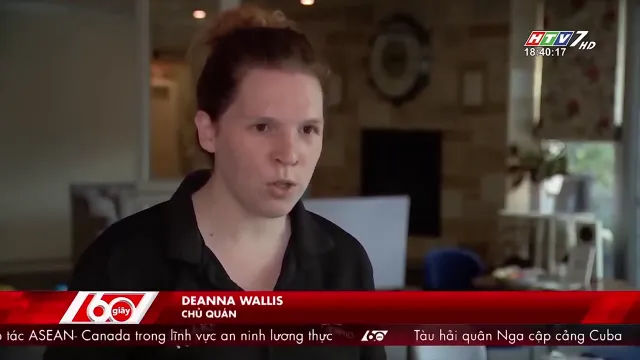 HTV7 HD
18:40:17
60 giây
DEANNA WALLIS
CHỦ QUÁN
tác ASEAN- Canada trong lĩnh vực an ninh lương thực 60 Tàu hải quân Nga cập cảng Cuba